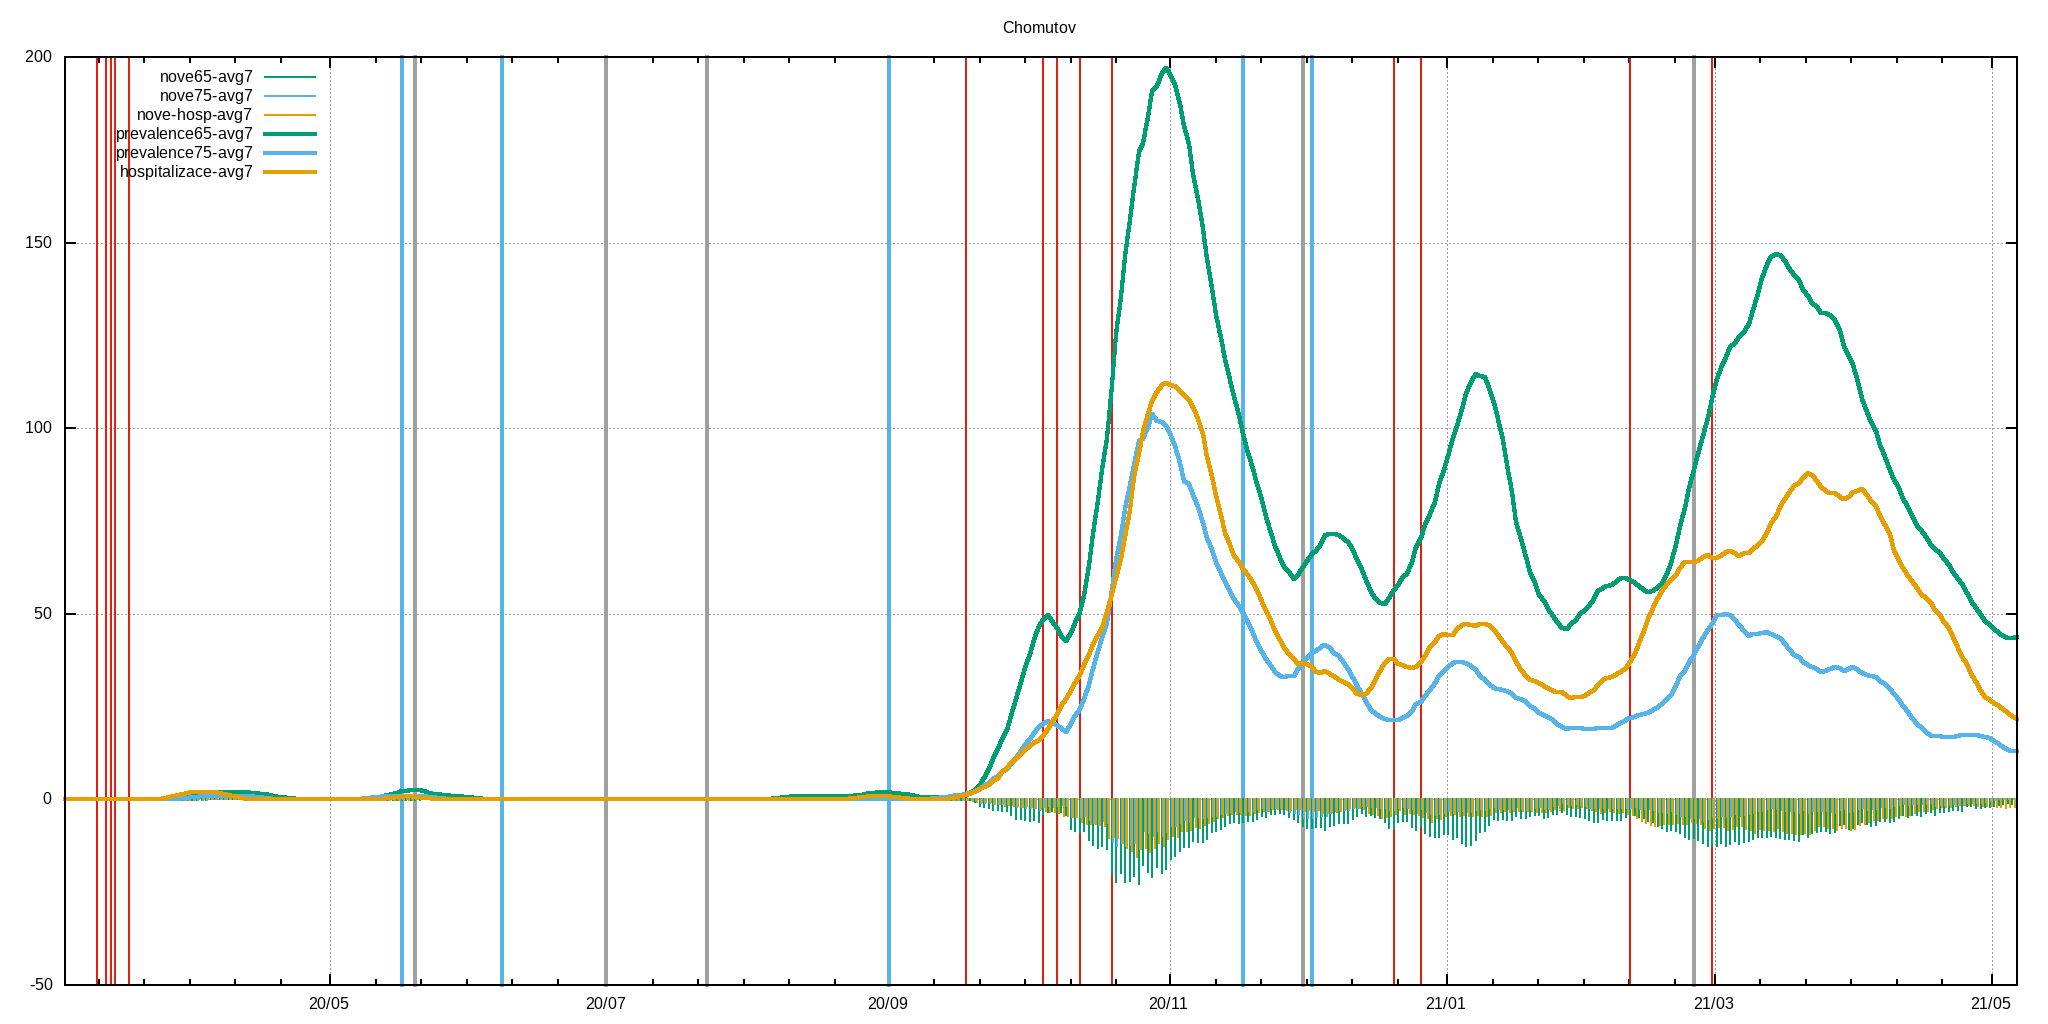 Chomutov
200
150
100
50
0
-50
nove65-avg7
nove75-avg7
nove-hosp-avg7
prevalence65-avg7
prevalence75-avg7
hospitalizace-avg7
20/05 20/07 20/09 20/11 21/01 21/03 21/05